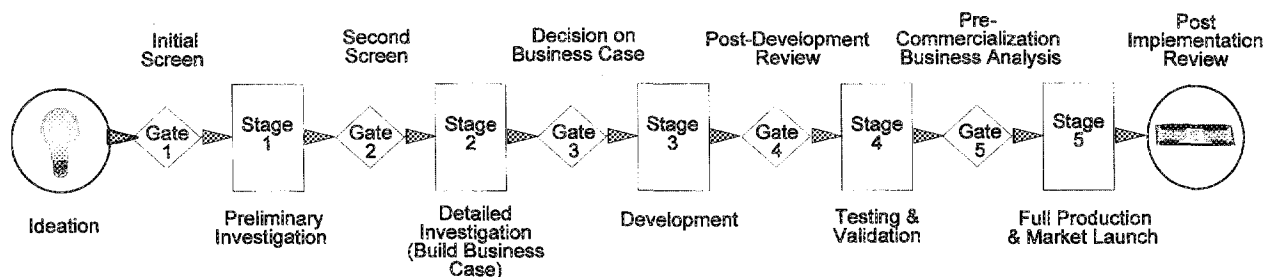 Initial
Screen
Second
Screen
Decision on
Business Case
Post-Development
Review
Pre-
Commercialization
Business Analysis
Post
Implementation
Review
Gate
1
Stage
1
Gate
2
Stage
2
Gate
3
Stage
3
Gate
4
Stage
4
Gate
5
Stage
5
Ideation
Preliminary
Investigation
Detailed
Investigation
(Build Business
Case)
Development
Testing &
Validation
Full Production
& Market Launch